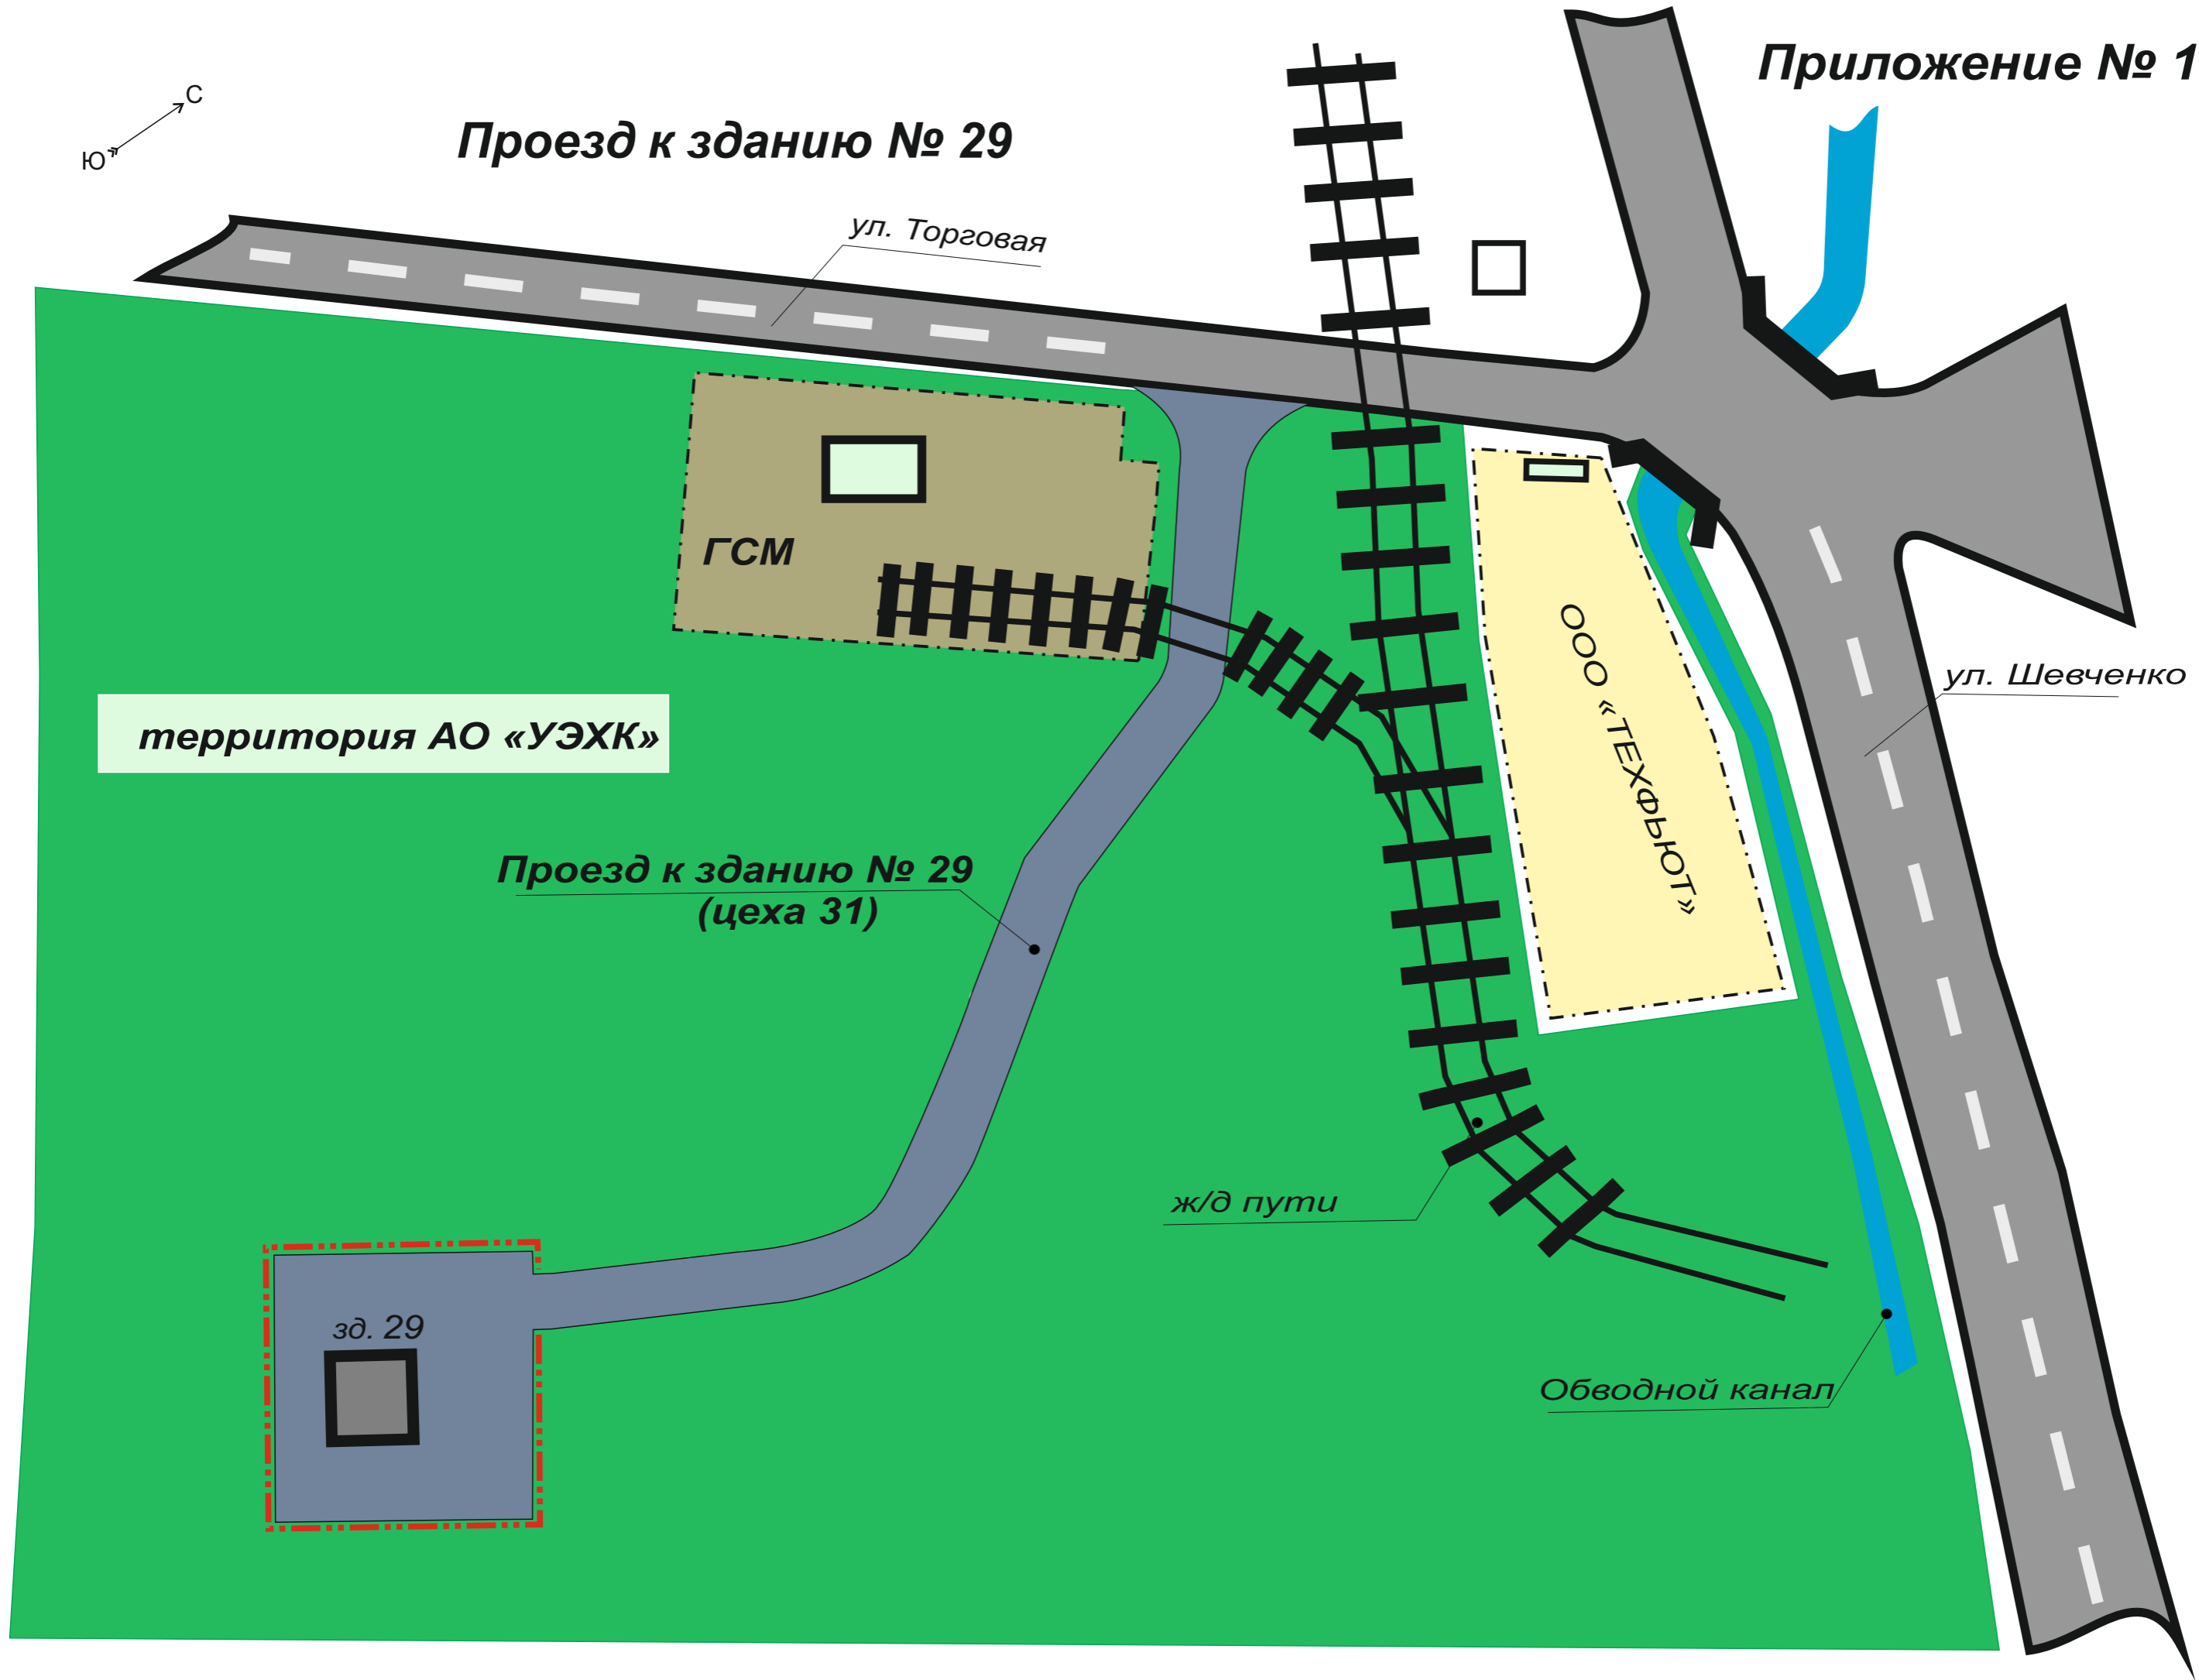 Приложение № 1
С
Ю
Проезд к зданию № 29
ул. Торговая
ГСМ
ООО «ТЕХФЬЮТ»
ул. Шевченко
территория АО «УЭХК»
Проезд к зданию № 29
(цеха 31)
ж/д пути
зд. 29
Обводной канал